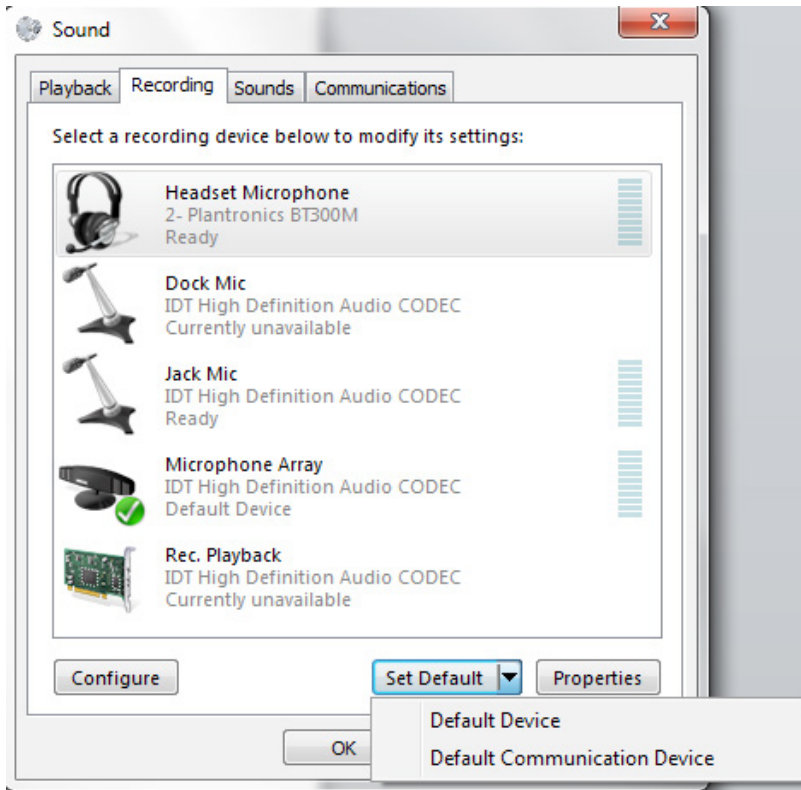 Sound
Playback Recording Sounds Communications
Select a recording device below to modify its settings:
Headset Microphone
2- Plantronics BT300M
Ready
Dock Mic
IDT High Definition Audio CODEC
Currently unavailable
Jack Mic
IDT High Definition Audio CODEC
Ready
Microphone Array
IDT High Definition Audio CODEC
Default Device
Rec. Playback
IDT High Definition Audio CODEC
Currently unavailable
Configure Set Default Properties
OK
Default Device
Default Communication Device